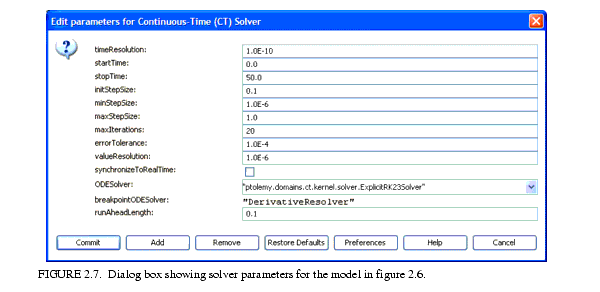 Edit parameters for Continuous-Time (CT) Solver
?
timeResolution: 1.0E-10
startTime: 0.0
stopTime: 50.0
initStepSize: 0.1
minStepSize: 1.0E-6
maxStepSize: 1.0
maxIterations: 20
errorTolerance: 1.0E-4
valueResolution: 1.0E-6
synchronizeToRealTime:
ODESolver: "ptolemy.domains.ct.kernel.solver.ExplicitRK23Solver"
breakpointODESolver: "DerivativeResolver"
runAheadLength: 0.1
Commit Add Remove Restore Defaults Preferences Help Cancel
FIGURE 2.7. Dialog box showing solver parameters for the model in figure 2.6.